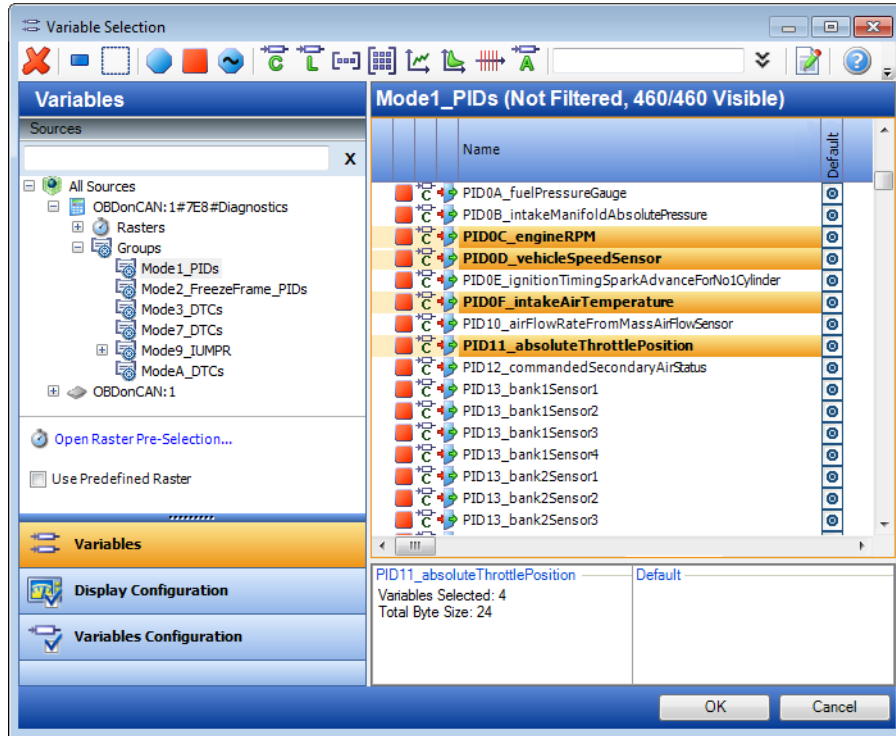 Variable Selection
C L A
Variables
Sources
X
All Sources
OBDonCAN:1#7E8#Diagnostics
Rasters
Groups
Mode1_PIDs
Mode2_FreezeFrame_PIDs
Mode3_DTCs
Mode7_DTCs
Mode9_IUMPR
ModeA_DTCs
OBDonCAN:1
Open Raster Pre-Selection...
Use Predefined Raster
Variables
Display Configuration
Variables Configuration
Mode1_PIDs (Not Filtered, 460/460 Visible)
Name Default
C PID0A_fuelPressureGauge
C PID0B_intakeManifoldAbsolutePressure
C PID0C_engineRPM
C PID0D_vehicleSpeedSensor
C PID0E_ignitionTimingSparkAdvanceForNo1Cylinder
C PID0F_intakeAirTemperature
C PID10_airFlowRateFromMassAirFlowSensor
C PID11_absoluteThrottlePosition
C PID12_commandedSecondaryAirStatus
C PID13_bank1Sensor1
C PID13_bank1Sensor2
C PID13_bank1Sensor3
C PID13_bank1Sensor4
C PID13_bank2Sensor1
C PID13_bank2Sensor2
C PID13_bank2Sensor3
PID11_absoluteThrottlePosition Default
Variables Selected: 4
Total Byte Size: 24
OK Cancel